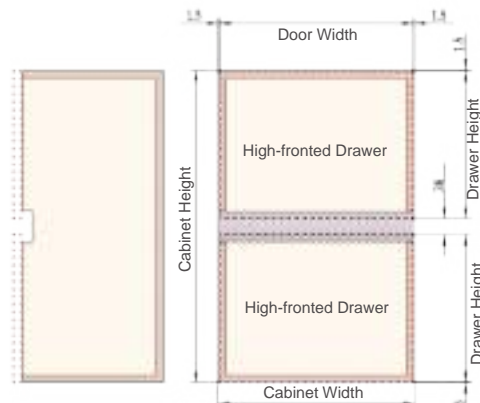 1.5
1.5
Door Width
1.5
High-fronted Drawer
Drawer Height
Cabinet Height
High-fronted Drawer
Drawer Height
Cabinet Width